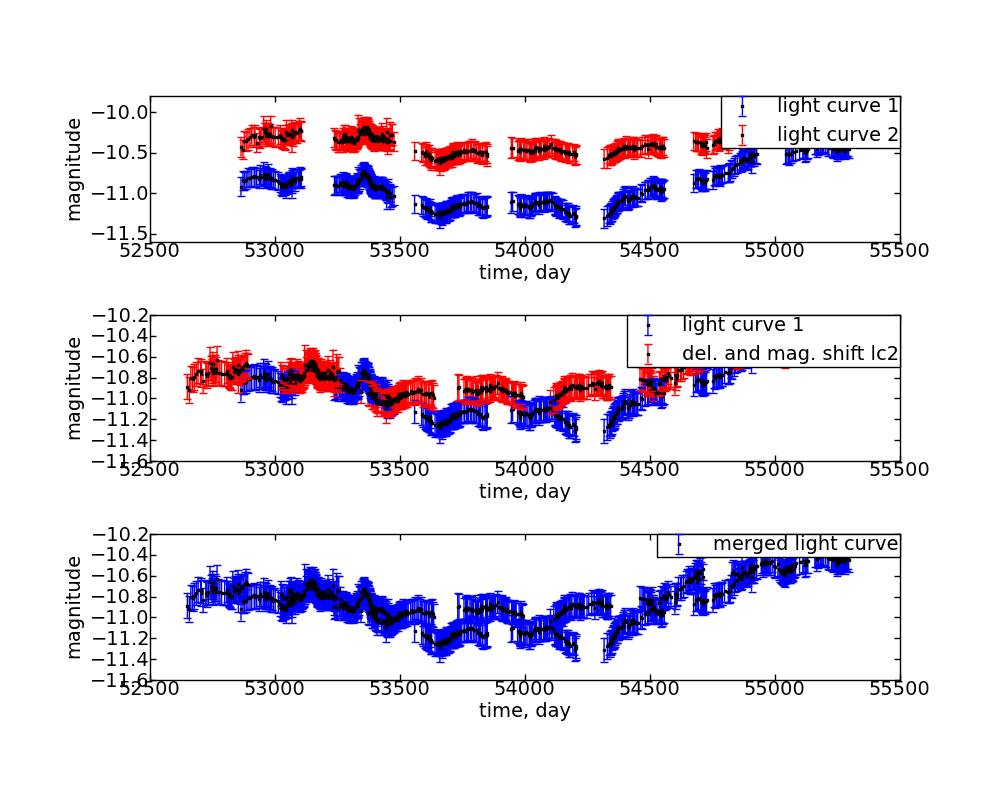 −10.0
−10.5
−11.0
−11.5
magnitude
light curve 1
light curve 2
52500 53000 53500 54000 54500 55000 55500
time, day
−10.2
−10.4
−10.6
−10.8
−11.0
−11.2
−11.4
−11.6
magnitude
light curve 1
del. and mag. shift lc2
52500 53000 53500 54000 54500 55000 55500
time, day
−10.2
−10.4
−10.6
−10.8
−11.0
−11.2
−11.4
−11.6
magnitude
merged light curve
52500 53000 53500 54000 54500 55000 55500
time, day